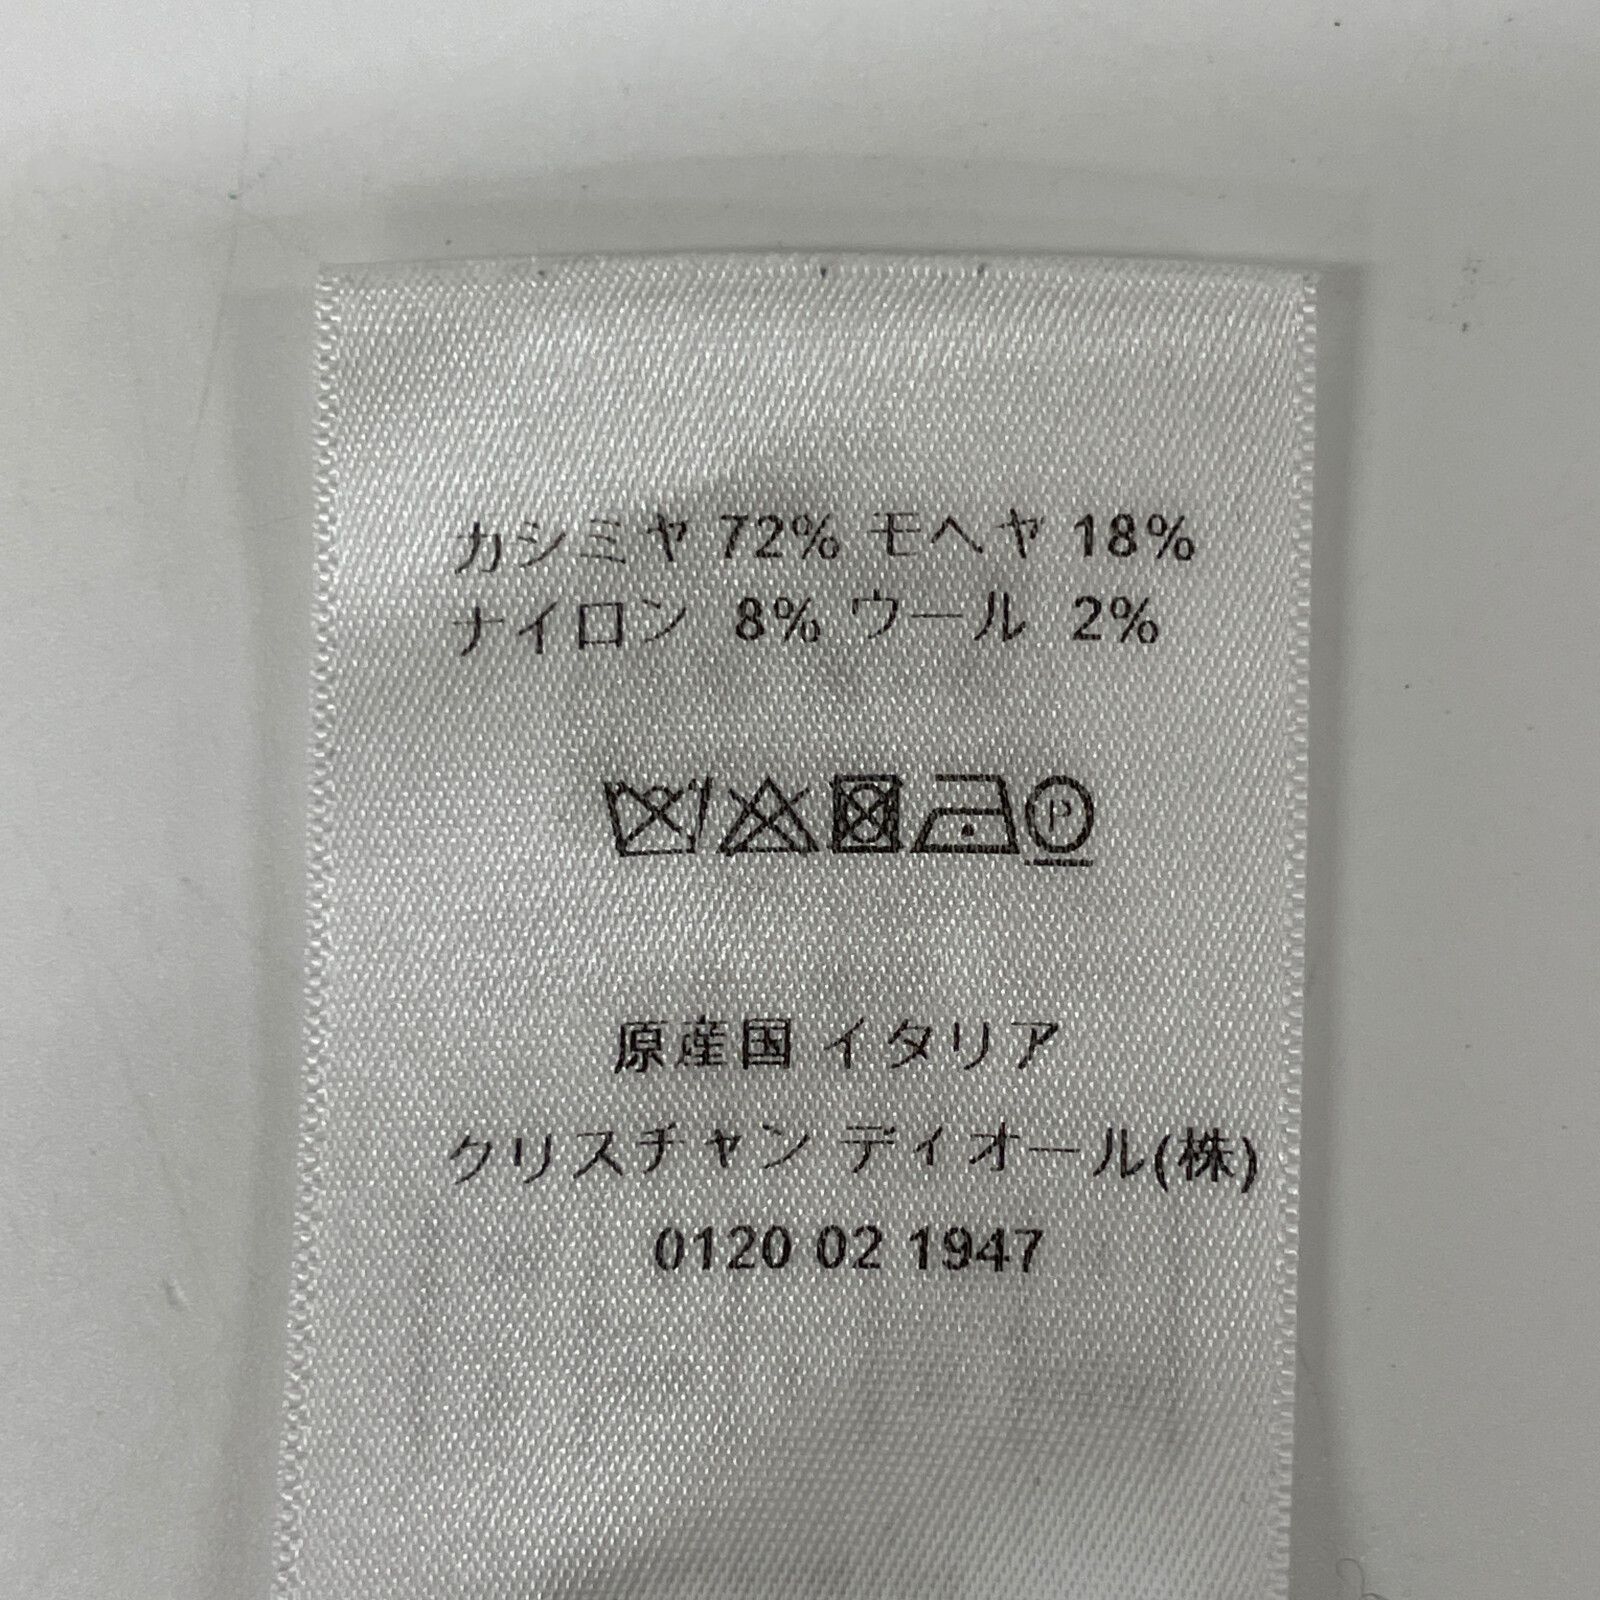 カシミヤ 72% モヘヤ 18%
ナイロン 8% ウール 2%
P
原産国 イタリア
クリスチャン ディオール(株)
0120 02 1947